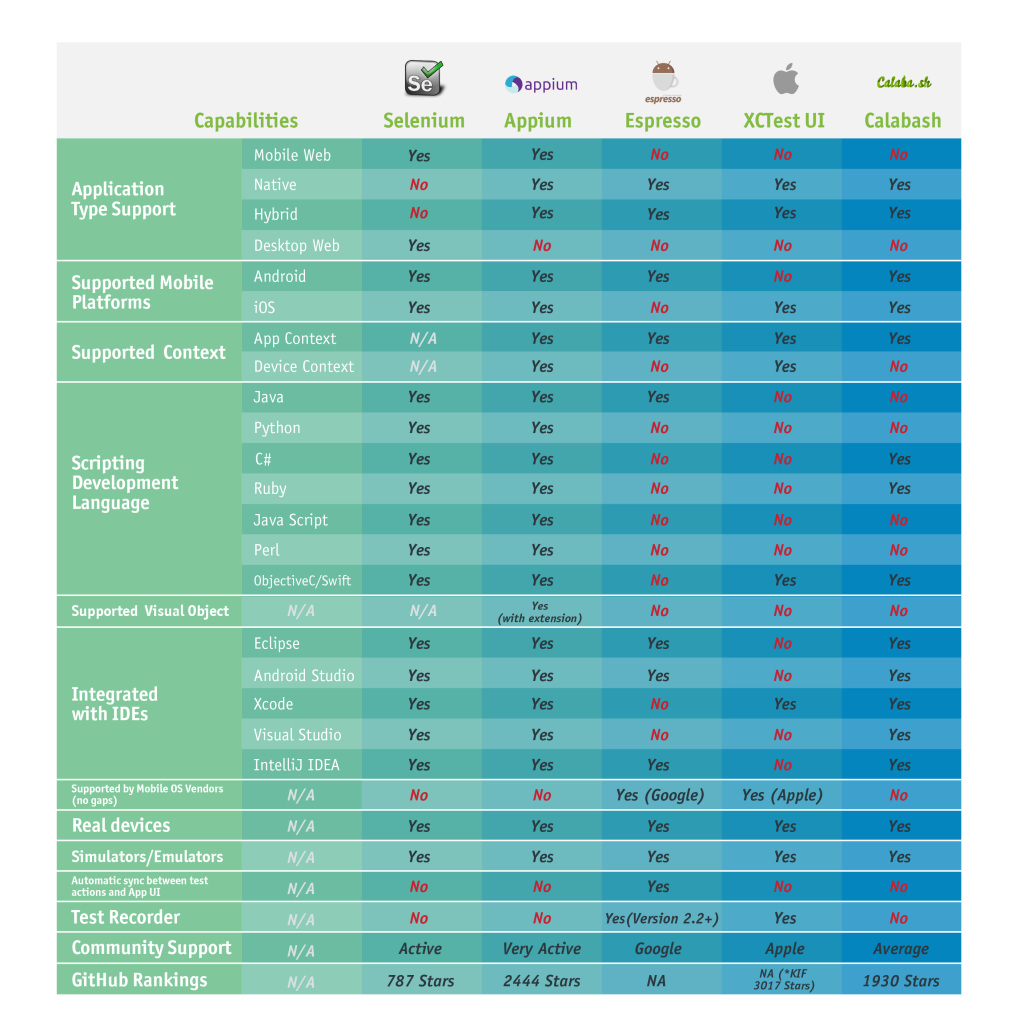 Se appium espresso Calaba.sh
Capabilities Selenium Appium Espresso XCTest UI Calabash
Application
Type Support
Mobile Web Yes Yes No No No
Native No Yes Yes Yes Yes
Hybrid No Yes Yes Yes Yes
Desktop Web Yes No No No No
Supported Mobile
Platforms
Android Yes Yes Yes No Yes
iOS Yes Yes No Yes Yes
Supported Context
App Context N/A Yes Yes Yes Yes
Device Context N/A Yes No Yes No
Scripting
Development
Language
Java Yes Yes Yes No No
Python Yes Yes No No No
C# Yes Yes No No Yes
Ruby Yes Yes No No Yes
Java Script Yes Yes No No No
Perl Yes Yes No No No
ObjectiveC/Swift Yes Yes No Yes Yes
Supported Visual Object N/A N/A Yes
(with extension) No No No
Integrated
with IDEs
Eclipse Yes Yes Yes No Yes
Android Studio Yes Yes Yes No Yes
Xcode Yes Yes No Yes Yes
Visual Studio Yes Yes No No Yes
IntelliJ IDEA Yes Yes Yes No Yes
Supported by Mobile OS Vendors
(no gaps) N/A No No Yes (Google) Yes (Apple) No
Real devices N/A Yes Yes Yes Yes Yes
Simulators/Emulators N/A Yes Yes Yes Yes Yes
Automatic sync between test
actions and App UI N/A No No Yes No No
Test Recorder N/A No No Yes(Version 2.2+) Yes No
Community Support N/A Active Very Active Google Apple Average
GitHub Rankings N/A 787 Stars 2444 Stars NA NA (*KIF
3017 Stars) 1930 Stars